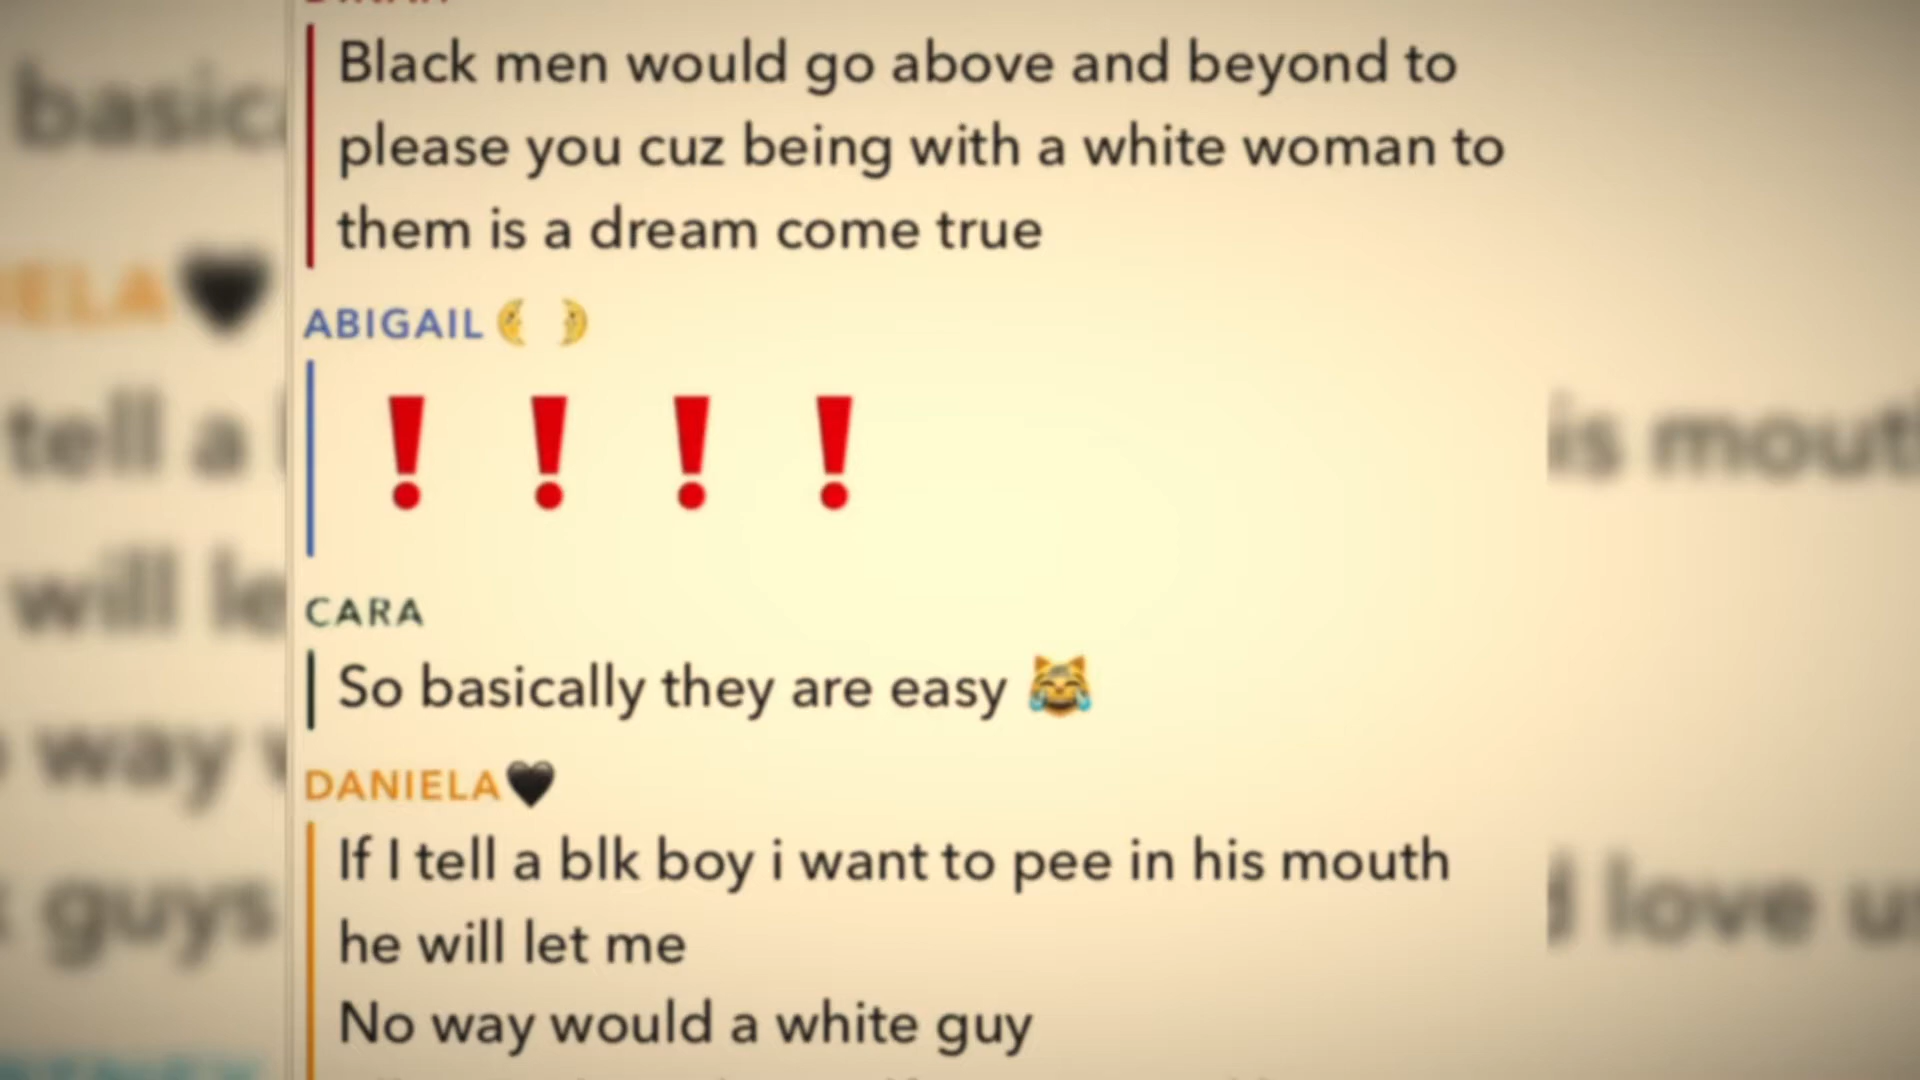 Black men would go above and beyond to
please you cuz being with a white woman to
them is a dream come true
ABIGAIL
❗❗❗❗
CARA
So basically they are easy 😹
DANIELA🖤
If I tell a blk boy i want to pee in his mouth
he will let me
No way would a white guy